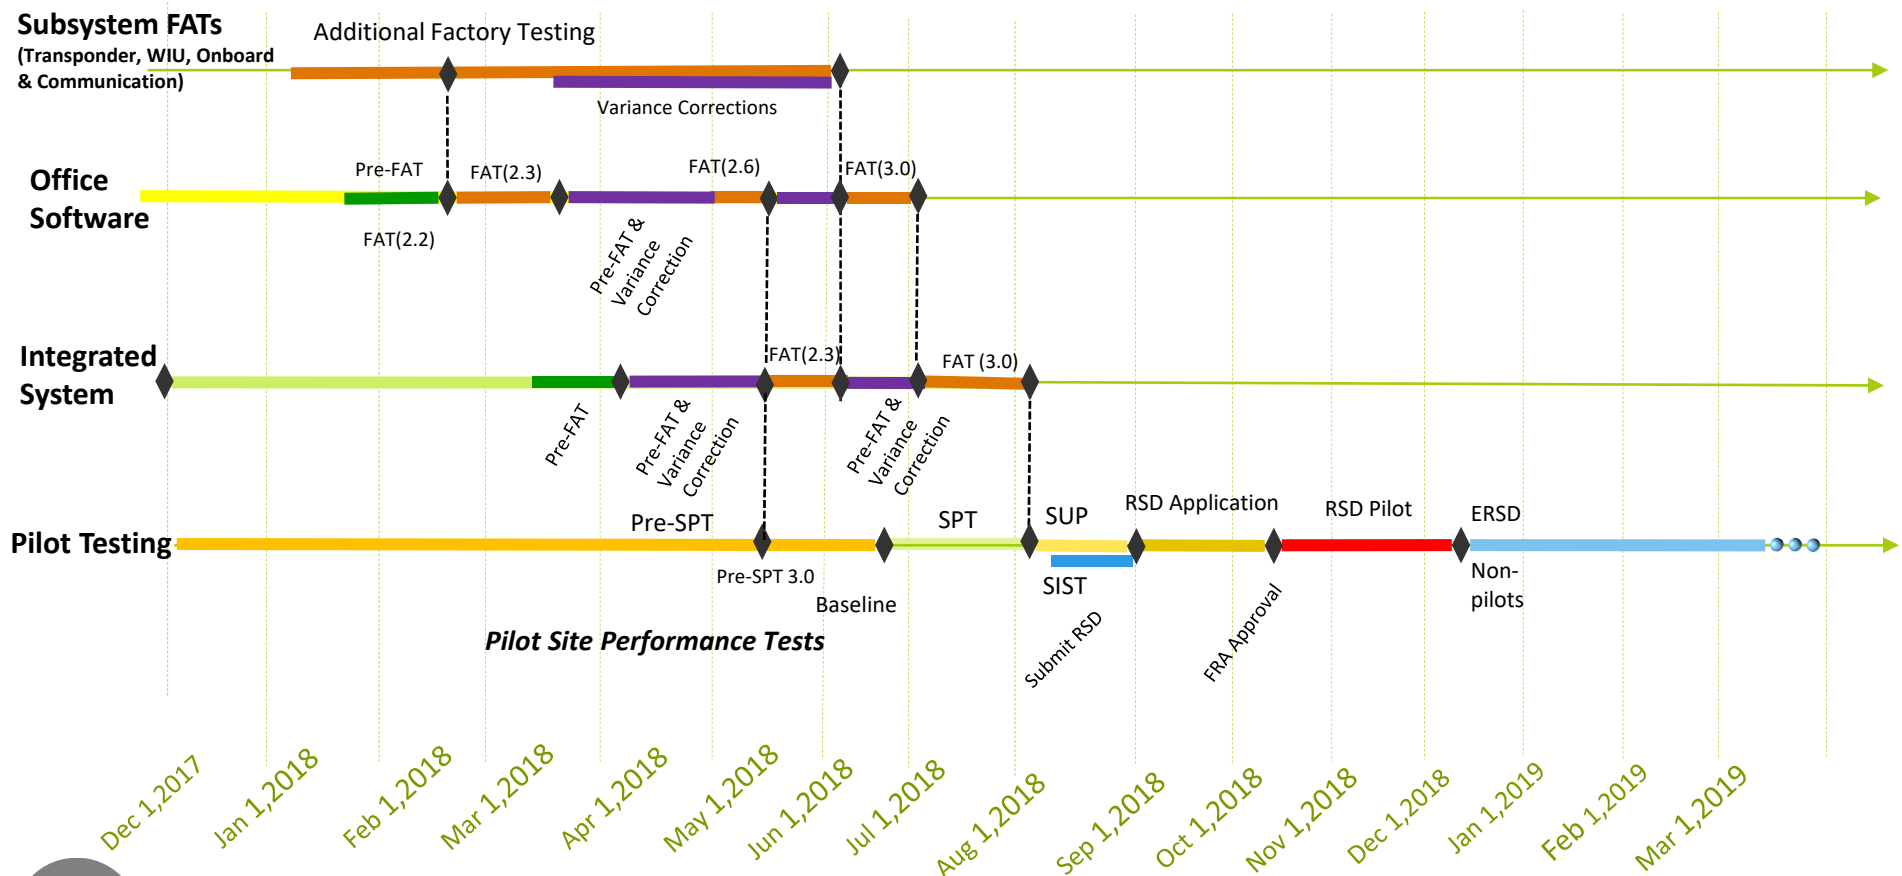 Subsystem FATs
(Transponder, WIU, Onboard
& Communication)
Additional Factory Testing
Variance Corrections
Office
Software
Pre-FAT
FAT(2.2)
FAT(2.3)
Pre-FAT &
Variance
Correction
FAT(2.6)
FAT(3.0)
Integrated
System
Pre-FAT
Pre-FAT &
Variance
Correction
FAT(2.3)
Pre-FAT &
Variance
Correction
FAT (3.0)
Pilot Testing
Pre-SPT
Pre-SPT 3.0
Baseline
SPT
SUP
SIST
Submit RSD
RSD Application
FRA Approval
RSD Pilot
ERSD
Non-
pilots
Pilot Site Performance Tests
Dec 1,2017
Jan 1,2018
Feb 1,2018
Mar 1,2018
Apr 1,2018
May 1,2018
Jun 1,2018
Jul 1,2018
Aug 1,2018
Sep 1,2018
Oct 1,2018
Nov 1,2018
Dec 1,2018
Jan 1,2019
Feb 1,2019
Mar 1,2019